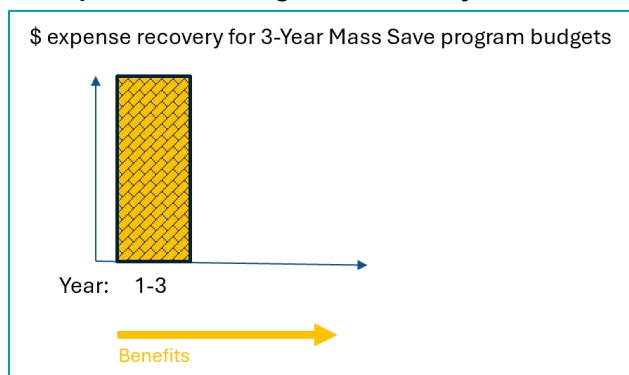 $ expense recovery for 3-Year Mass Save program budgets
Year: 1-3
Benefits